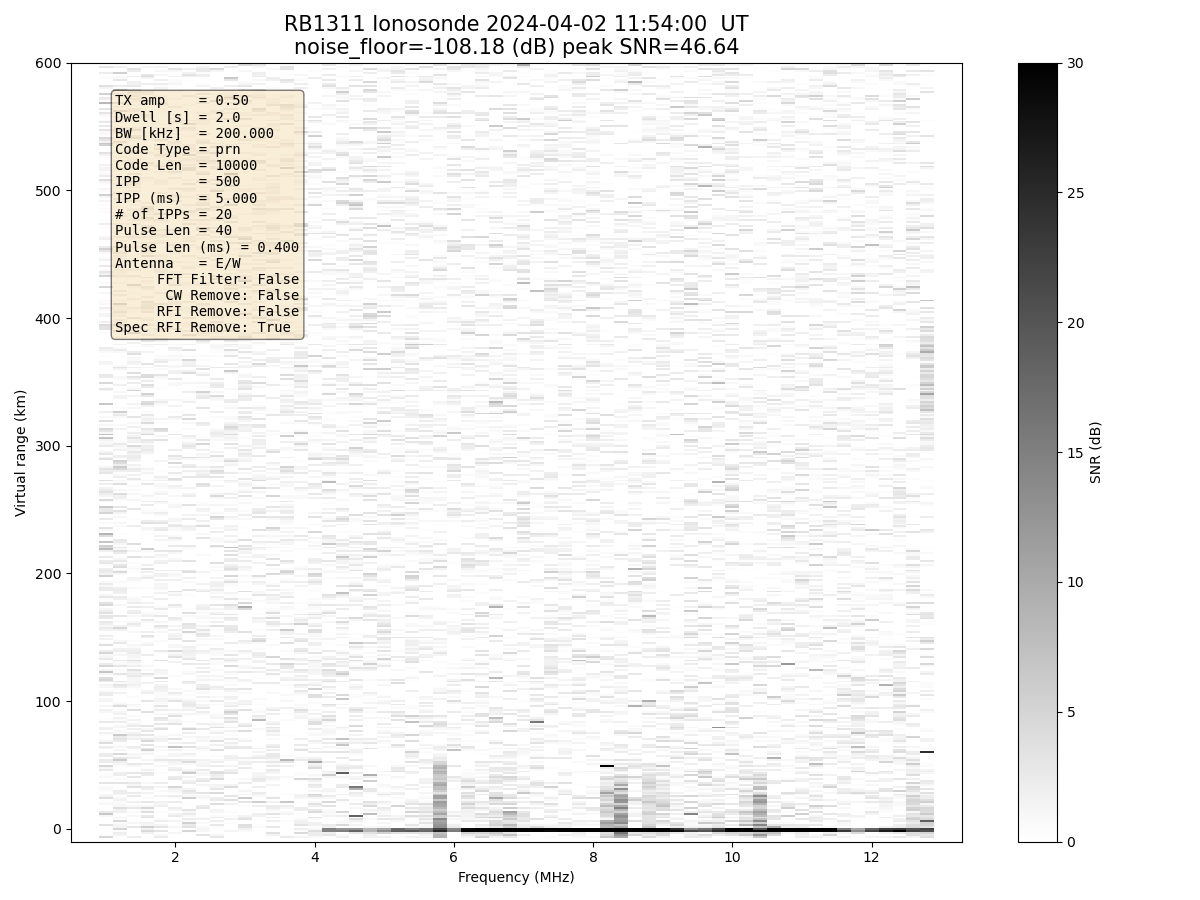 RB1311 Ionosonde 2024-04-02 11:54:00  UT
noise_floor=-108.18 (dB) peak SNR=46.64
TX amp    = 0.50
Dwell [s] = 2.0
BW [kHz]  = 200.000
Code Type = prn
Code Len  = 10000
IPP       = 500
IPP (ms)  = 5.000
# of IPPs = 20
Pulse Len = 40
Pulse Len (ms) = 0.400
Antenna   = E/W
FFT Filter: False
CW Remove: False
RFI Remove: False
Spec RFI Remove: True
600
500
400
300
200
100
0
Virtual range (km)
2 4 6 8 10 12
Frequency (MHz)
30
25
20
15
10
5
0
SNR (dB)